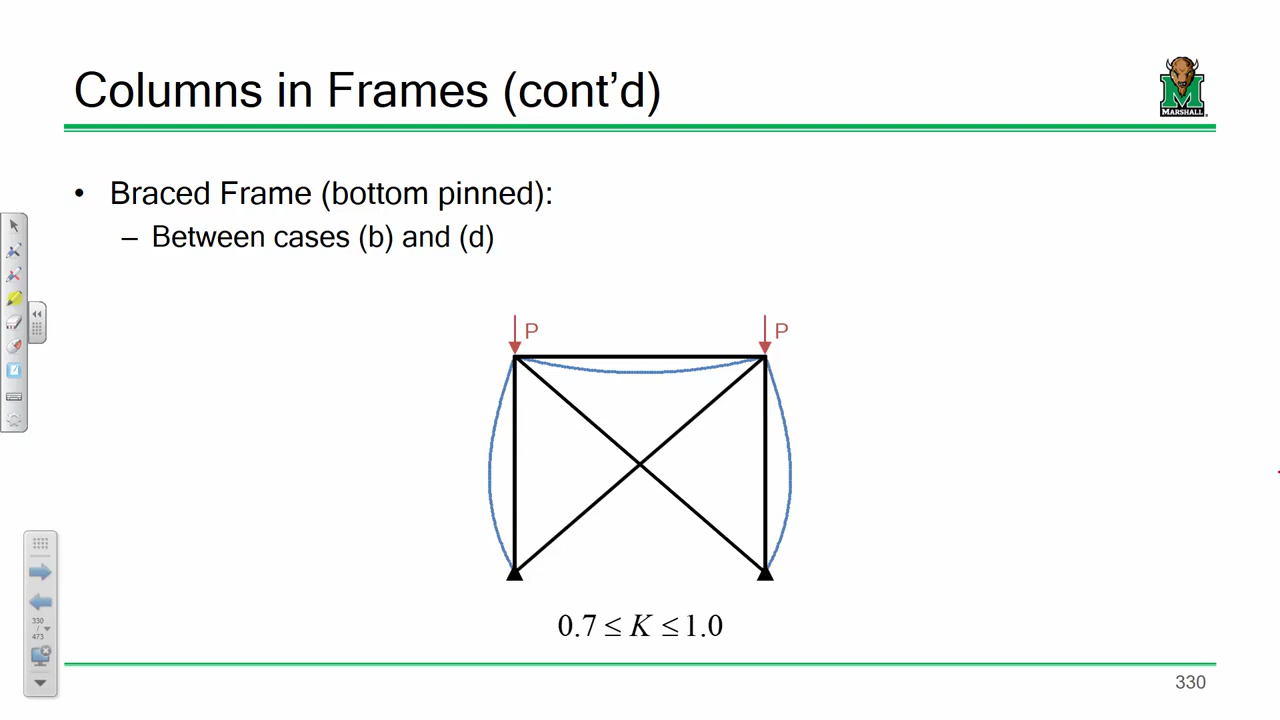 Columns in Frames (cont’d)
M
MARSHALL
• Braced Frame (bottom pinned):
– Between cases (b) and (d)
P
P
0.7 ≤ K ≤ 1.0
330
/
473
330